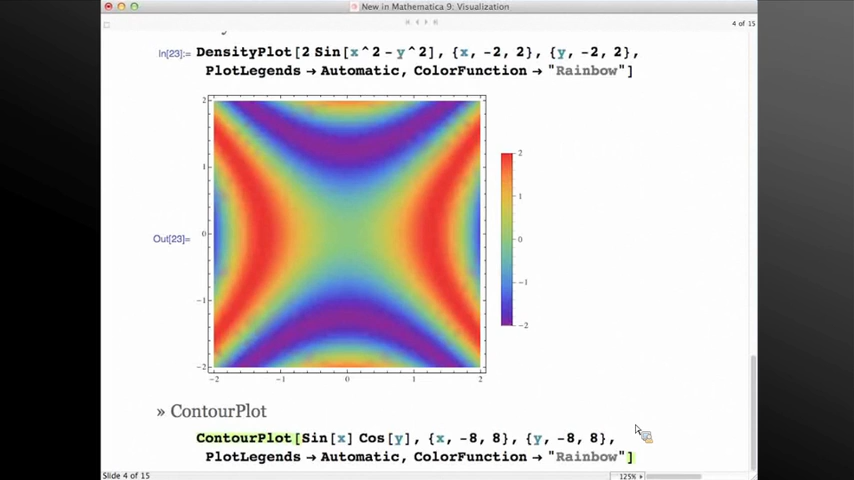 New in Mathematica 9: Visualization
4 of 15
In[23]:= DensityPlot[2 Sin[x^2 - y^2], {x, -2, 2}, {y, -2, 2},
PlotLegends → Automatic, ColorFunction → "Rainbow"]
2
1
0
-1
-2
-2
-1
0
1
2
2
1
0
-1
-2
Out[23]=
» ContourPlot
ContourPlot[Sin[x] Cos[y], {x, -8, 8}, {y, -8, 8},
PlotLegends → Automatic, ColorFunction → "Rainbow"]
Slide 4 of 15
125%